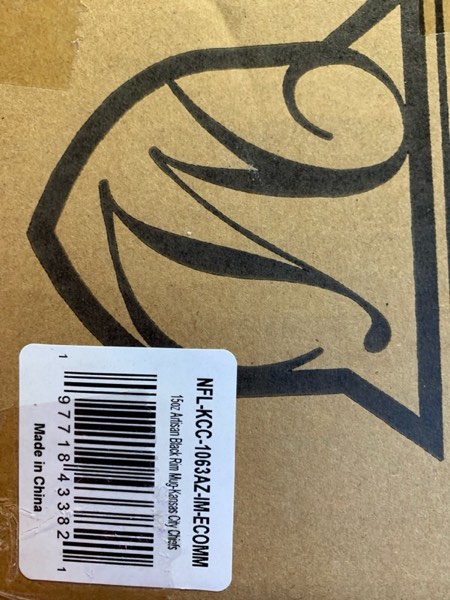 NFL-KCC-1063AZ-IM-ECOMM
15oz Artisan Black Rim Mug-Kansas City Chiefs
1 97718 43382 1
Made in China